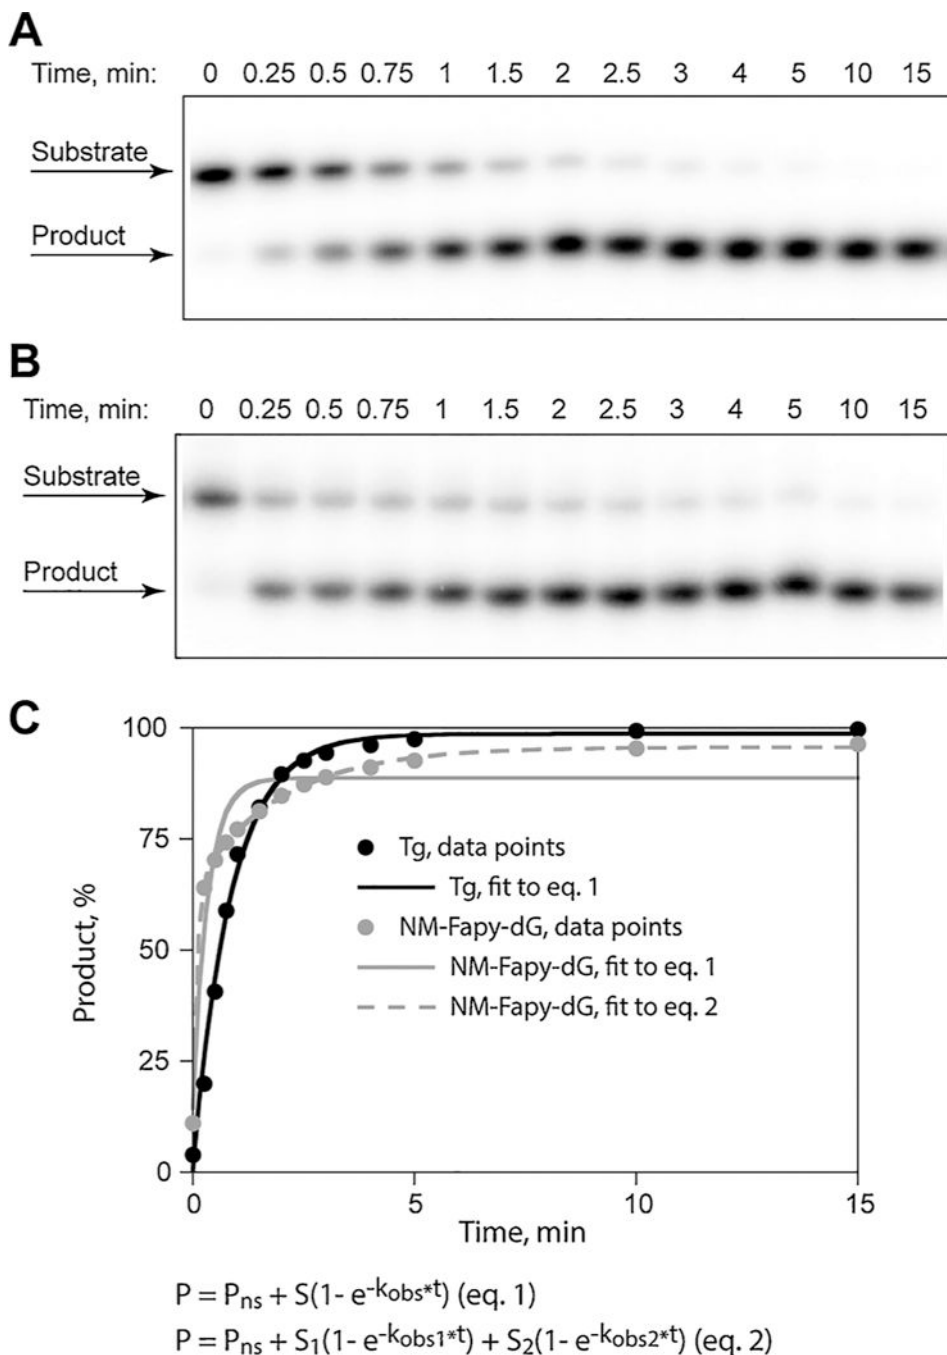 A
Time, min: 0 0.25 0.5 0.75 1 1.5 2 2.5 3 4 5 10 15
Substrate
Product
B
Time, min: 0 0.25 0.5 0.75 1 1.5 2 2.5 3 4 5 10 15
Substrate
Product
C
100
75
50
25
0
Product, %
Tg, data points
Tg, fit to eq. 1
NM-Fapy-dG, data points
NM-Fapy-dG, fit to eq. 1
NM-Fapy-dG, fit to eq. 2
0 5 10 15
Time, min
P = Pns + S(1- e-kobs*t) (eq. 1)
P = Pns + S1(1- e-kobs1*t) + S2(1- e-kobs2*t) (eq. 2)